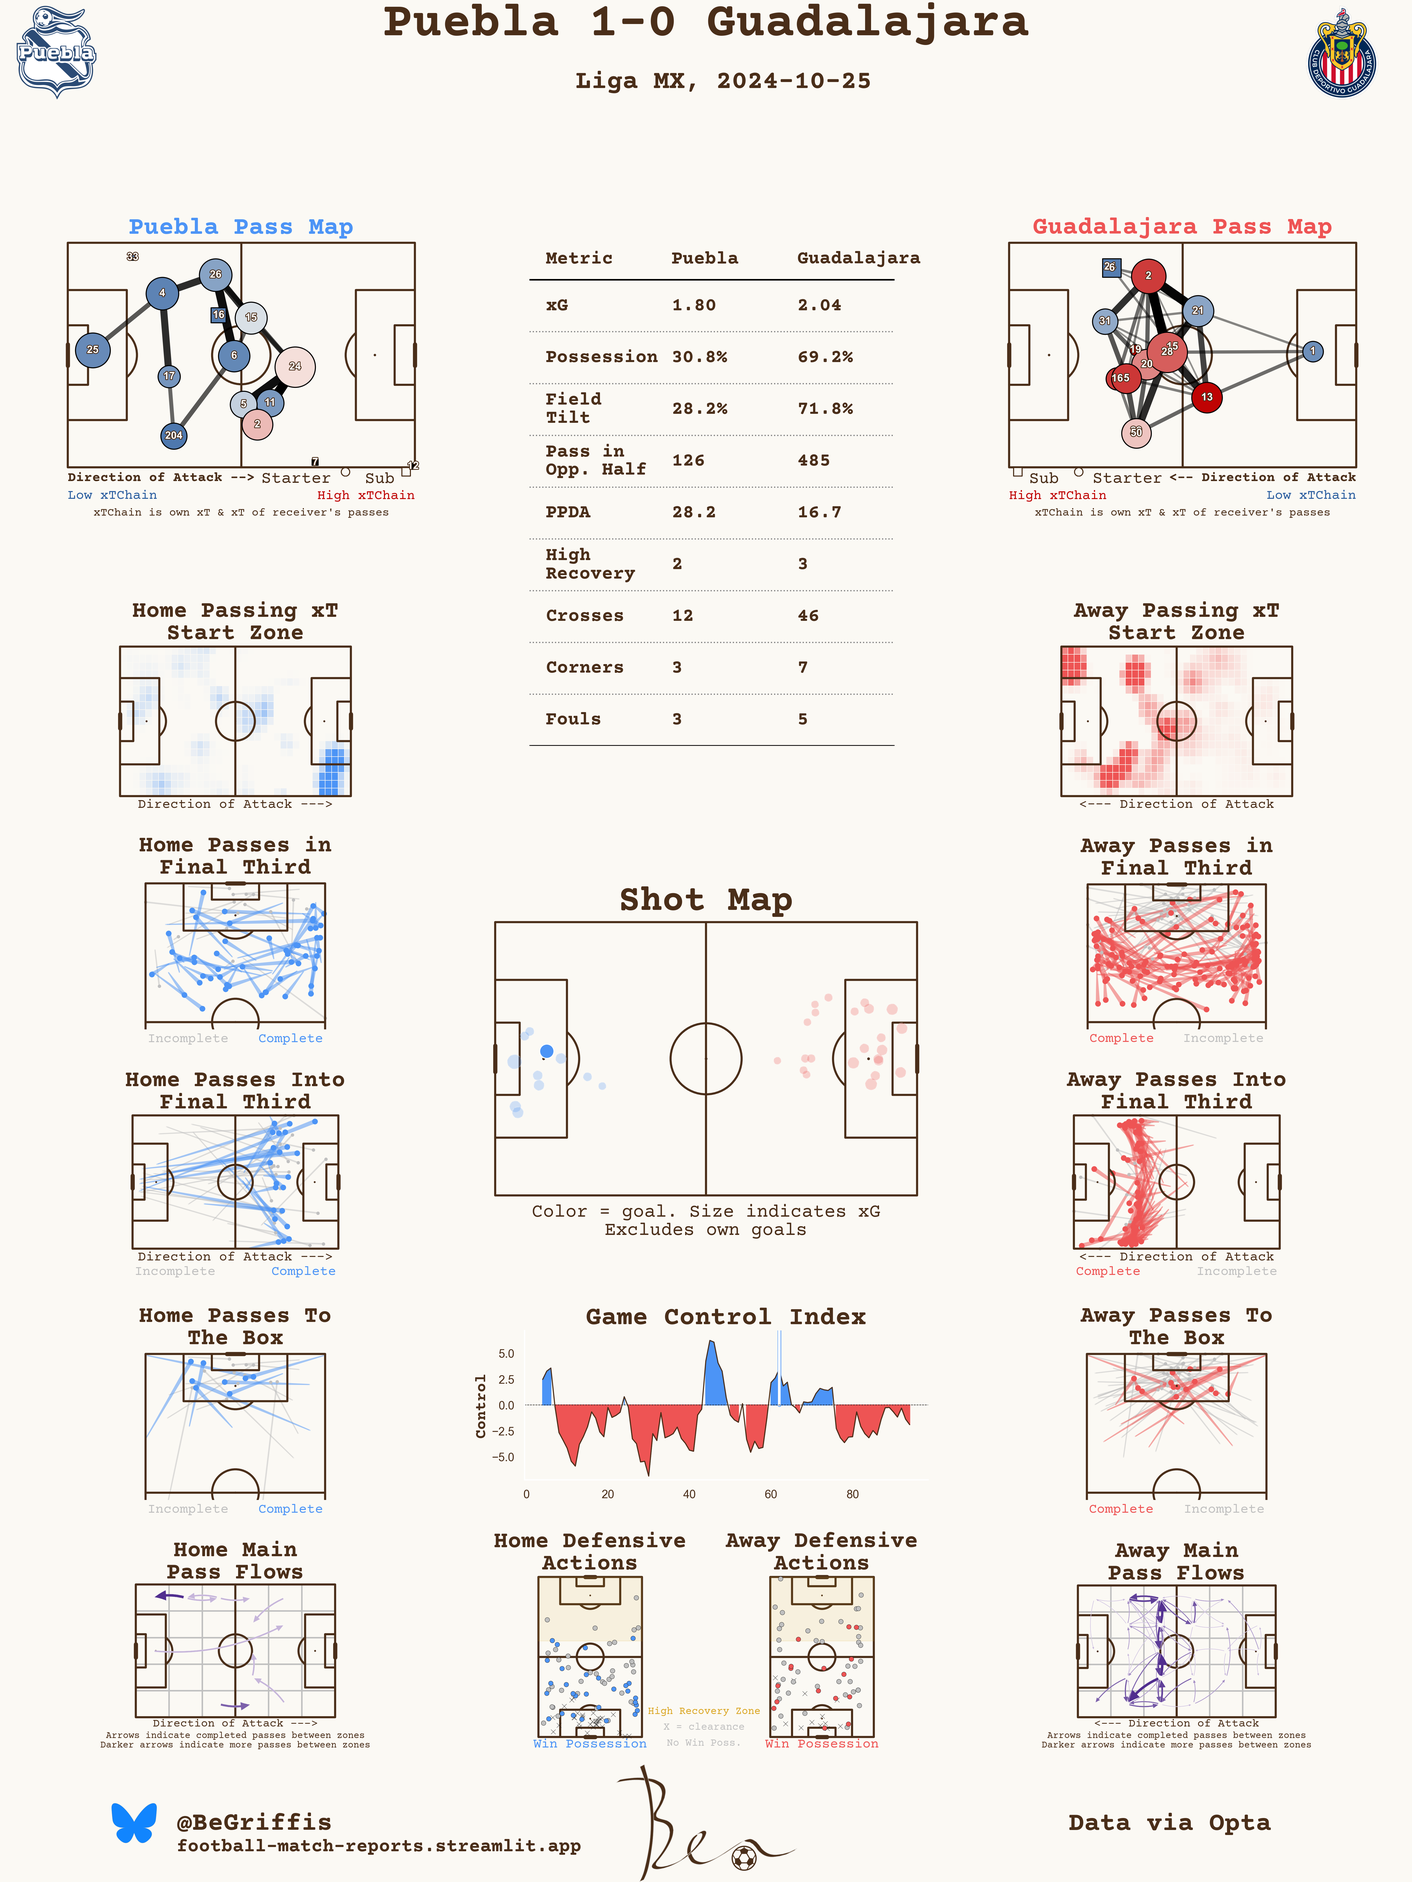 Puebla 1-0 Guadalajara
Liga MX, 2024-10-25
Puebla
CLUB DEPORTIVO GUADALAJARA
Puebla Pass Map
33
26
4
16
15
25
6
24
17
5
11
2
204
7
12
Direction of Attack --> Starter Sub
Low xTChain High xTChain
xTChain is own xT & xT of receiver's passes
Metric Puebla Guadalajara
xG 1.80 2.04
Possession 30.8% 69.2%
Field
Tilt 28.2% 71.8%
Pass in
Opp. Half 126 485
PPDA 28.2 16.7
High
Recovery 2 3
Crosses 12 46
Corners 3 7
Fouls 3 5
Guadalajara Pass Map
2
21
31
15
28
19
1
20
165
13
50
Sub Starter <-- Direction of Attack
High xTChain Low xTChain
xTChain is own xT & xT of receiver's passes
Home Passing xT
Start Zone
Direction of Attack --->
Away Passing xT
Start Zone
<--- Direction of Attack
Home Passes in
Final Third
Incomplete Complete
Away Passes in
Final Third
Complete Incomplete
Shot Map
Color = goal. Size indicates xG
Excludes own goals
Home Passes Into
Final Third
Direction of Attack --->
Incomplete Complete
Away Passes Into
Final Third
<--- Direction of Attack
Complete Incomplete
Home Passes To
The Box
Incomplete Complete
Game Control Index
Control
5.0
2.5
0.0
−2.5
−5.0
0 20 40 60 80
Away Passes To
The Box
Complete Incomplete
Home Main
Pass Flows
Direction of Attack --->
Arrows indicate completed passes between zones
Darker arrows indicate more passes between zones
Home Defensive
Actions
Win Possession
High Recovery Zone
X = clearance
No Win Poss.
Away Defensive
Actions
Win Possession
Away Main
Pass Flows
<--- Direction of Attack
Arrows indicate completed passes between zones
Darker arrows indicate more passes between zones
@BeGriffis
football-match-reports.streamlit.app
Ben
Data via Opta